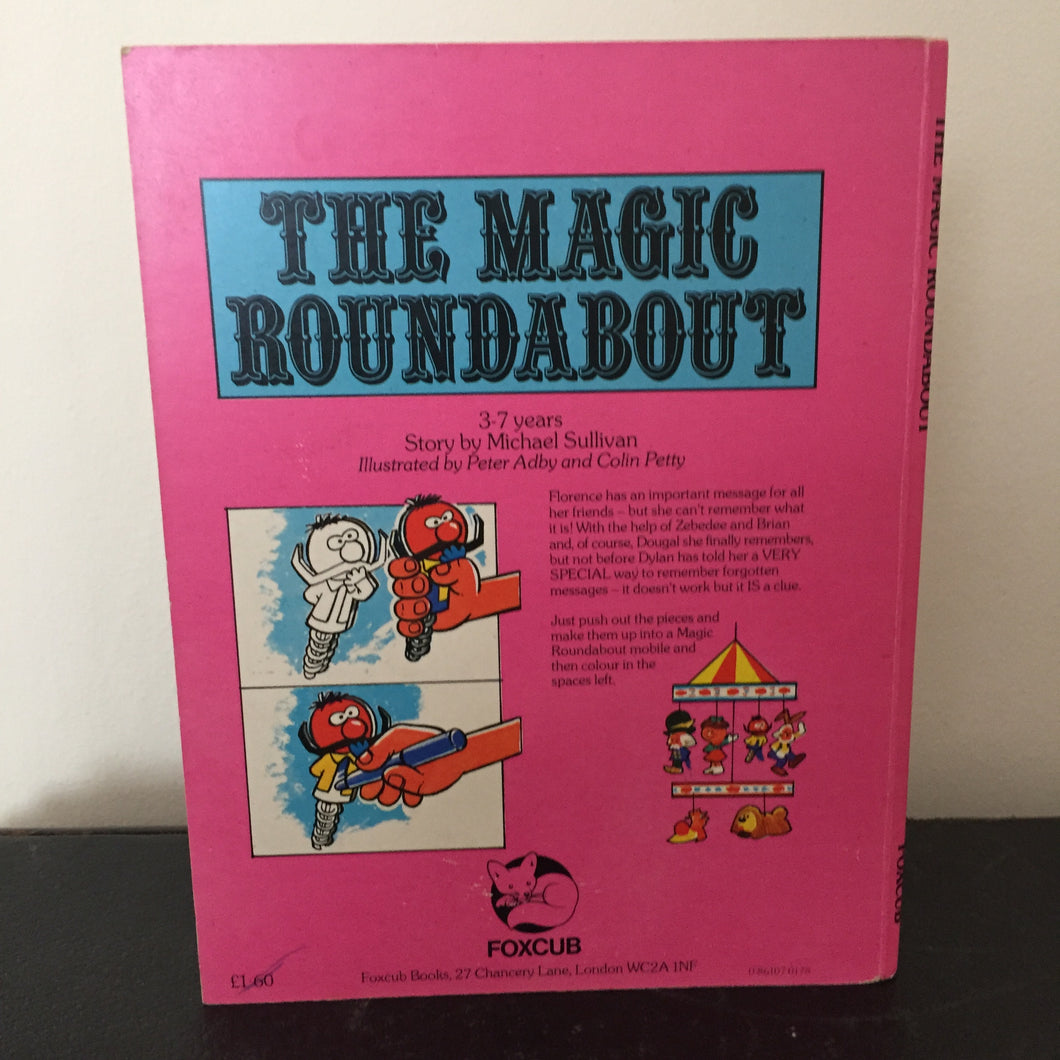 THE MAGIC
ROUNDABOUT
3-7 years
Story by Michael Sullivan
Illustrated by Peter Adby and Colin Petty
Florence has an important message for all
her friends – but she can't remember what
it is! With the help of Zebedee and Brian
and, of course, Dougal she finally remembers,
but not before Dylan has told her a VERY
SPECIAL way to remember forgotten
messages – it doesn't work but it IS a clue.
Just push out the pieces and
make them up into a Magic
Roundabout mobile and
then colour in the
spaces left.
FOXCUB
£1.60
Foxcub Books, 27 Chancery Lane, London WC2A 1NF
THE MAGIC ROUNDABOUT
FOXCUB